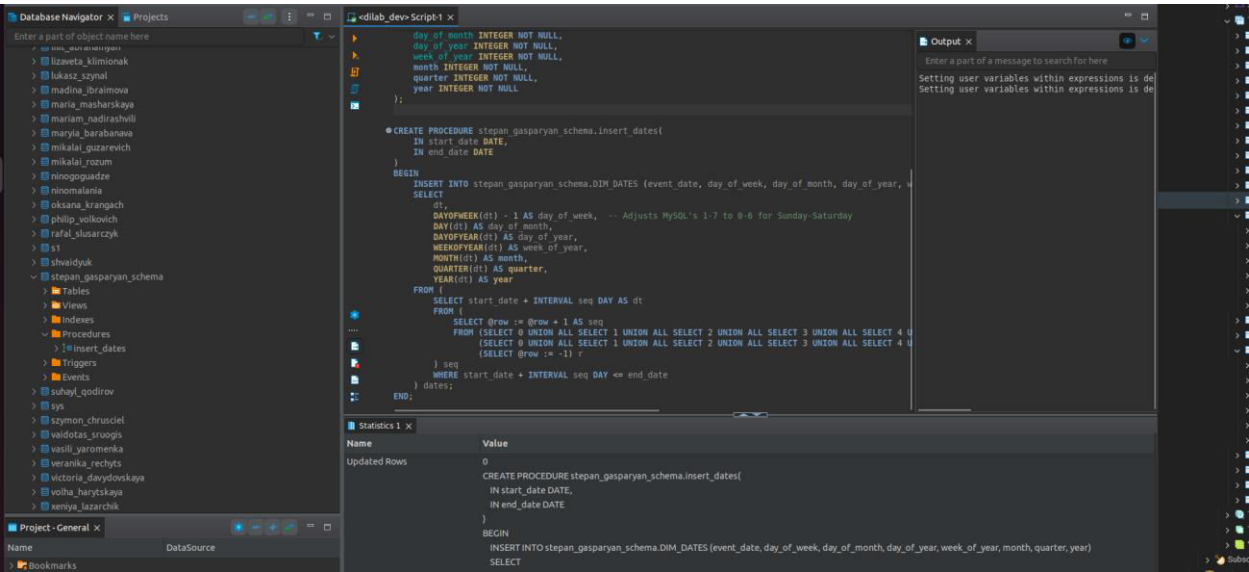 Database Navigator ×
Projects
Enter a part of object name here
lizaveta_klimionak
lukasz_szynal
madina_ibraimova
maria_masharskaya
mariam_nadirashvili
maryia_barabanava
mikalai_guzarevich
mikalai_rozum
ninogoguadze
ninomalania
oksana_krangach
philip_volkovich
rafal_slusarczyk
s1
shvaidyuk
stepan_gasparyan_schema
Tables
Views
Indexes
Procedures
insert_dates
Triggers
Events
suhayl_qodirov
sys
szymon_chrusciel
vaidotas_sruogis
vasili_yaromenka
veranika_rechyts
victoria_davydovskaya
volha_harytskaya
xeniya_lazarchik
Project - General ×
Name DataSource
Bookmarks
<dilab_dev> Script-1 ×
day_of_month INTEGER NOT NULL,
day_of_year INTEGER NOT NULL,
week_of_year INTEGER NOT NULL,
month INTEGER NOT NULL,
quarter INTEGER NOT NULL,
year INTEGER NOT NULL
);
CREATE PROCEDURE stepan_gasparyan_schema.insert_dates(
IN start_date DATE,
IN end_date DATE
)
BEGIN
INSERT INTO stepan_gasparyan_schema.DIM_DATES (event_date, day_of_week, day_of_month, day_of_year, w
SELECT
dt,
DAYOFWEEK(dt) - 1 AS day_of_week, -- Adjusts MySQL's 1-7 to 0-6 for Sunday-Saturday
DAY(dt) AS day_of_month,
DAYOFYEAR(dt) AS day_of_year,
WEEKOFYEAR(dt) AS week_of_year,
MONTH(dt) AS month,
QUARTER(dt) AS quarter,
YEAR(dt) AS year
FROM (
SELECT start_date + INTERVAL seq DAY AS dt
FROM (
SELECT @row := @row + 1 AS seq
FROM (SELECT 0 UNION ALL SELECT 1 UNION ALL SELECT 2 UNION ALL SELECT 3 UNION ALL SELECT 4 U
(SELECT 0 UNION ALL SELECT 1 UNION ALL SELECT 2 UNION ALL SELECT 3 UNION ALL SELECT 4 U
(SELECT @row := -1) r
) seq
WHERE start_date + INTERVAL seq DAY <= end_date
) dates;
END;
Output ×
Enter a part of a message to search for here
Setting user variables within expressions is de
Setting user variables within expressions is de
Statistics 1 ×
Name Value
Updated Rows 0
CREATE PROCEDURE stepan_gasparyan_schema.insert_dates(
IN start_date DATE,
IN end_date DATE
)
BEGIN
INSERT INTO stepan_gasparyan_schema.DIM_DATES (event_date, day_of_week, day_of_month, day_of_year, week_of_year, month, quarter, year)
SELECT
Subsc